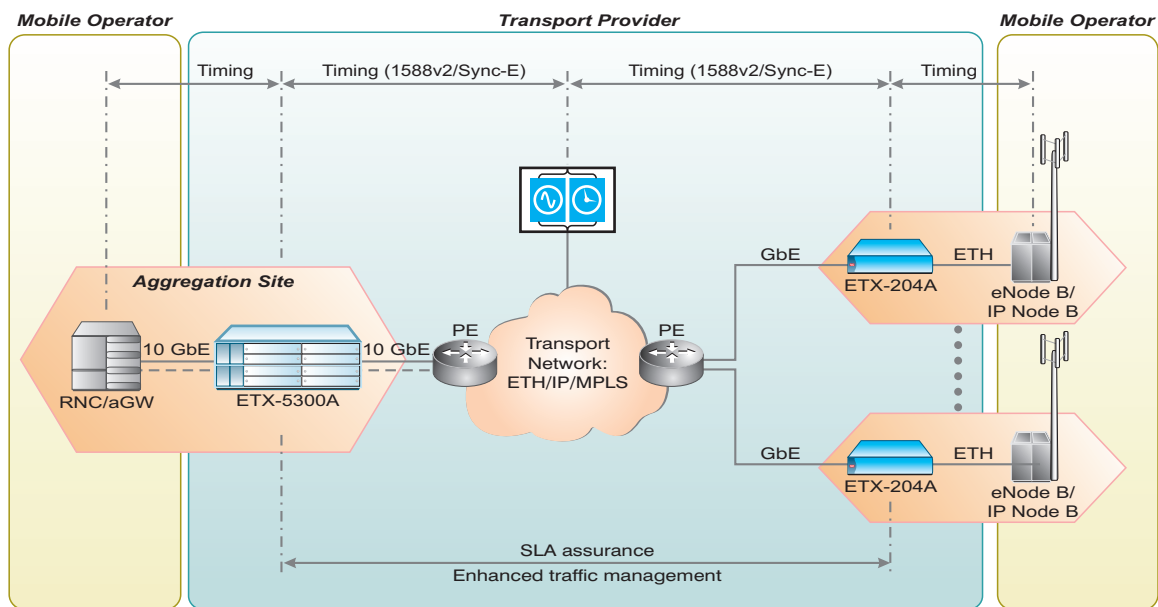 Mobile Operator
Transport Provider
Mobile Operator
Timing
Timing (1588v2/Sync-E)
Timing (1588v2/Sync-E)
Timing
Aggregation Site
10 GbE
10 GbE
RNC/aGW
ETX-5300A
PE
Transport
Network:
ETH/IP/MPLS
PE
GbE
ETH
ETX-204A
eNode B/
IP Node B
GbE
ETH
ETX-204A
eNode B/
IP Node B
SLA assurance
Enhanced traffic management